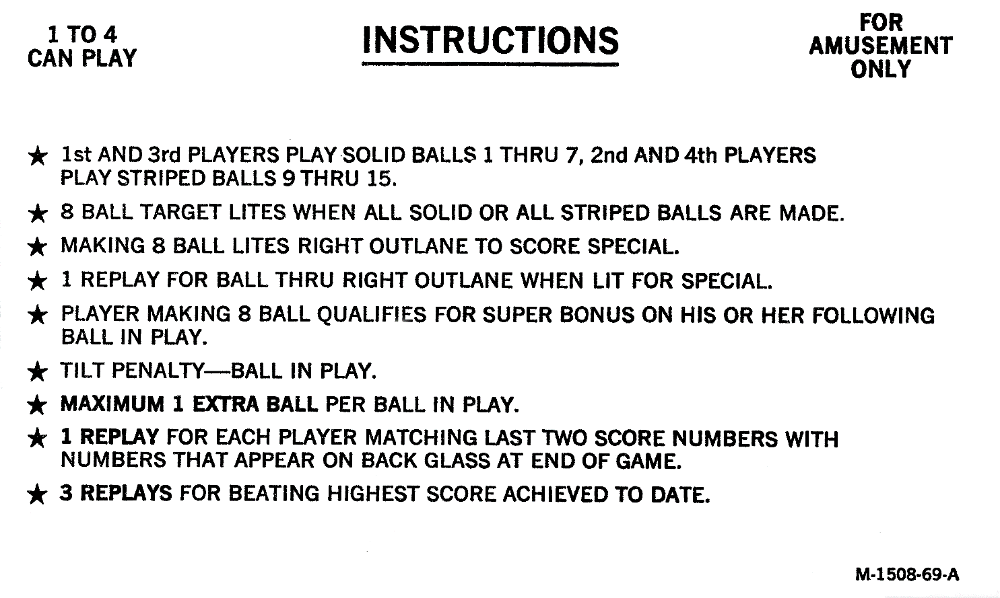 1 TO 4
CAN PLAY
INSTRUCTIONS
FOR
AMUSEMENT
ONLY
★ 1st AND 3rd PLAYERS PLAY SOLID BALLS 1 THRU 7, 2nd AND 4th PLAYERS
PLAY STRIPED BALLS 9 THRU 15.
★ 8 BALL TARGET LITES WHEN ALL SOLID OR ALL STRIPED BALLS ARE MADE.
★ MAKING 8 BALL LITES RIGHT OUTLANE TO SCORE SPECIAL.
★ 1 REPLAY FOR BALL THRU RIGHT OUTLANE WHEN LIT FOR SPECIAL.
★ PLAYER MAKING 8 BALL QUALIFIES FOR SUPER BONUS ON HIS OR HER FOLLOWING
BALL IN PLAY.
★ TILT PENALTY—BALL IN PLAY.
★ MAXIMUM 1 EXTRA BALL PER BALL IN PLAY.
★ 1 REPLAY FOR EACH PLAYER MATCHING LAST TWO SCORE NUMBERS WITH
NUMBERS THAT APPEAR ON BACK GLASS AT END OF GAME.
★ 3 REPLAYS FOR BEATING HIGHEST SCORE ACHIEVED TO DATE.
M-1508-69-A